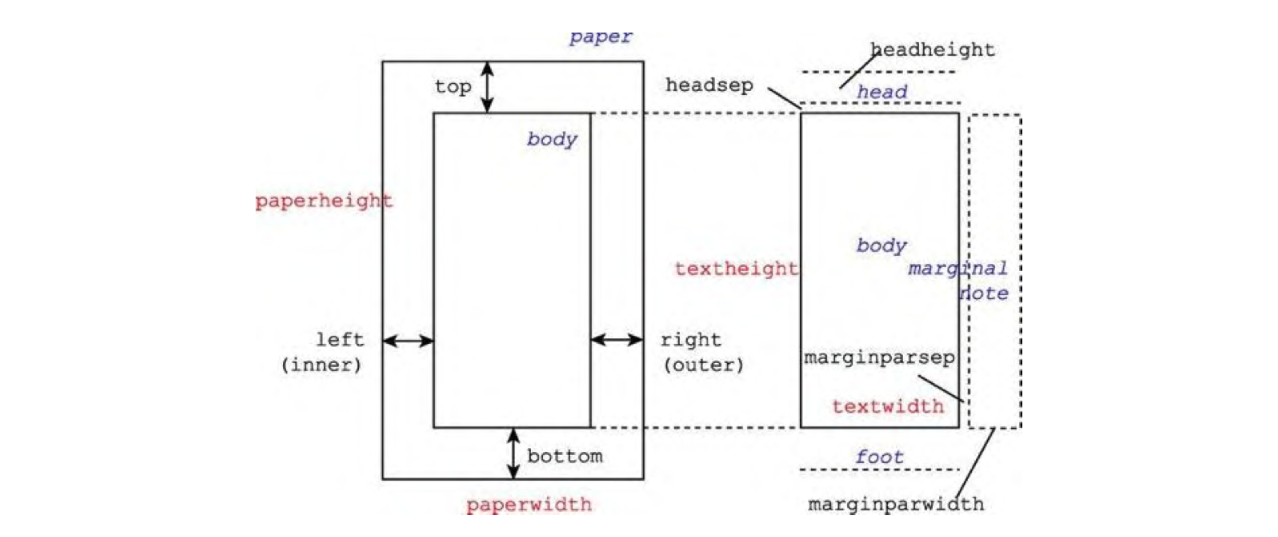 paper
headheight
top
headsep
head
body
paperheight
body
textheight
marginal
note
left
(inner)
right
(outer)
marginparsep
textwidth
bottom
foot
paperwidth
marginparwidth